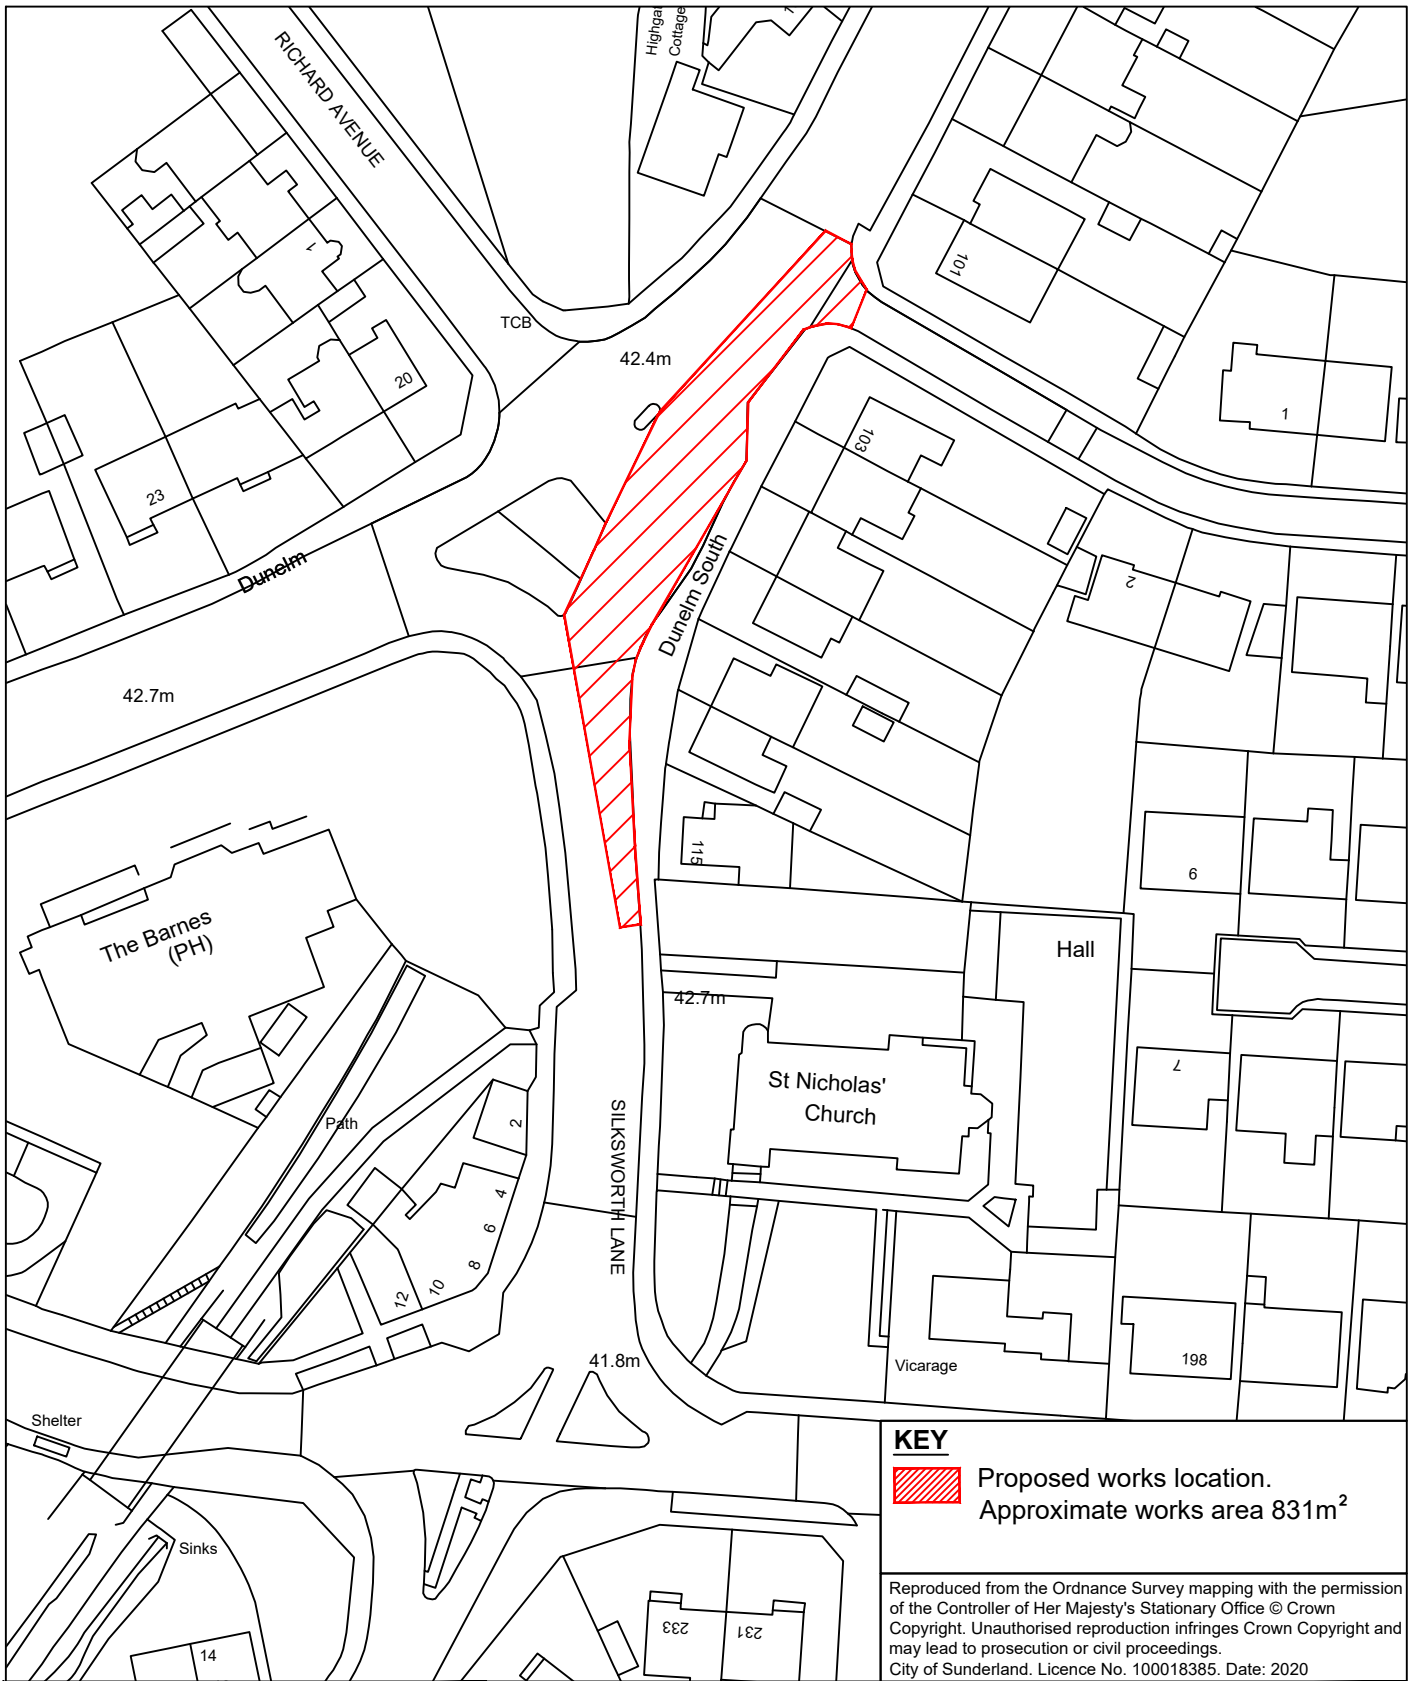 Highgat
Cottage
1
RICHARD AVENUE
1
101
TCB
42.4m
20
1
103
23
Dunelm
Dunelm South
2
42.7m
115
6
The Barnes
(PH)
Hall
42.7m
7
St Nicholas'
Church
Path
2
SILKSWORTH LANE
4
6
8
10
12
41.8m
Vicarage
198
Shelter
KEY
Proposed works location.
Approximate works area 831m²
Sinks
Reproduced from the Ordnance Survey mapping with the permission
of the Controller of Her Majesty's Stationary Office © Crown
Copyright. Unauthorised reproduction infringes Crown Copyright and
may lead to prosecution or civil proceedings.
City of Sunderland. Licence No. 100018385. Date: 2020
233
231
14